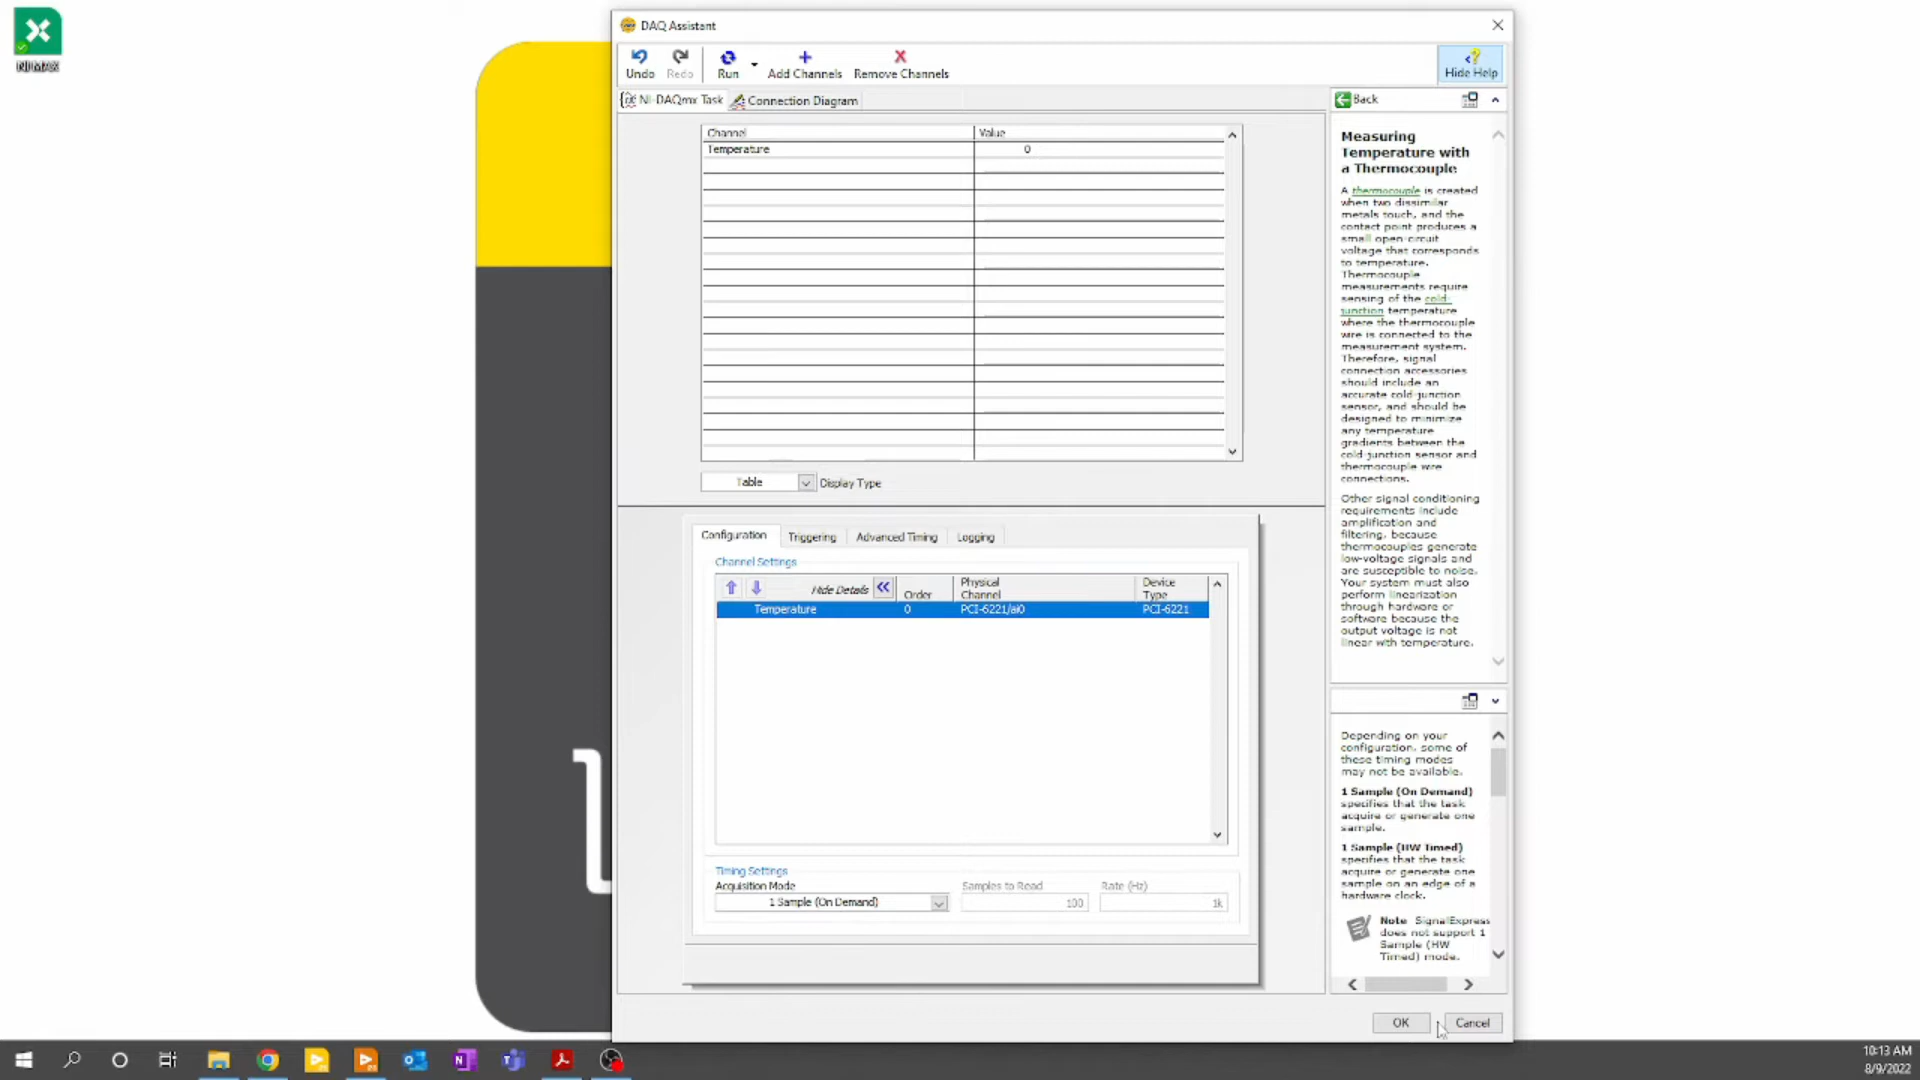 NI MAX
DAQ Assistant
Undo Redo Run Add Channels Remove Channels Hide Help
NI-DAQmx Task Connection Diagram
Channel Value
Temperature 0
Table Display Type
Configuration Triggering Advanced Timing Logging
Channel Settings
Hide Details Order Physical Channel Device Type
Temperature 0 PCI-6221/ai0 PCI-6221
Timing Settings
Acquisition Mode Samples to Read Rate (Hz)
1 Sample (On Demand) 100 1k
Back
Measuring
Temperature with
a Thermocouple
A thermocouple is created
when two dissimilar
metals touch, and the
contact point produces a
small open-circuit
voltage that corresponds
to temperature.
Thermocouple
measurements require
sensing of the cold-
junction temperature
where the thermocouple
wire is connected to the
measurement system.
Therefore, signal
connection accessories
should include an
accurate cold-junction
sensor, and should be
designed to minimize
any temperature
gradients between the
cold-junction sensor and
thermocouple wire
connections.
Other signal conditioning
requirements include
amplification and
filtering, because
thermocouples generate
low-voltage signals and
are susceptible to noise.
Your system must also
perform linearization
through hardware or
software because the
output voltage is not
linear with temperature.
Depending on your
configuration, some of
these timing modes
may not be available.
1 Sample (On Demand)
specifies that the task
acquire or generate one
sample.
1 Sample (HW Timed)
specifies that the task
acquire or generate one
sample on an edge of a
hardware clock.
Note SignalExpress
does not support 1
Sample (HW
Timed) mode.
OK Cancel
10:13 AM
8/9/2022